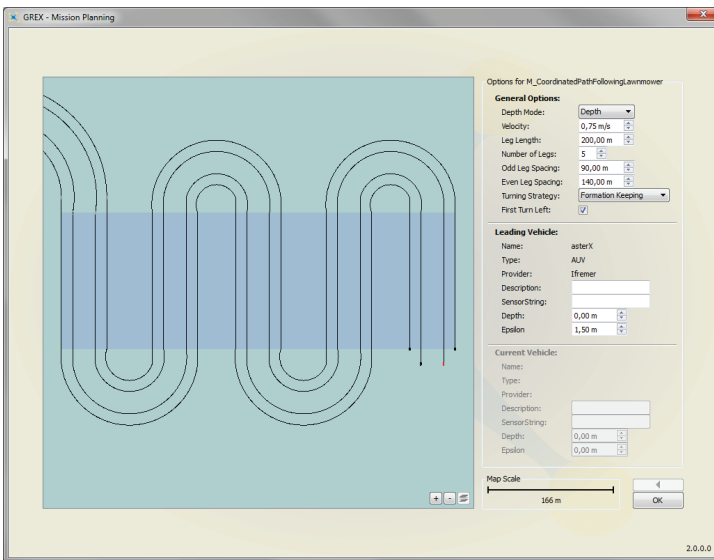 GREX - Mission Planning
Options for M_CoordinatedPathFollowingLawnmower
General Options:
Depth Mode: Depth
Velocity: 0,75 m/s
Leg Length: 200,00 m
Number of Legs: 5
Odd Leg Spacing: 90,00 m
Even Leg Spacing: 140,00 m
Turning Strategy: Formation Keeping
First Turn Left:
Leading Vehicle:
Name: asterX
Type: AUV
Provider: Ifremer
Description:
SensorString:
Depth: 0,00 m
Epsilon 1,50 m
Current Vehicle:
Name:
Type:
Provider:
Description:
SensorString:
Depth: 0,00 m
Epsilon 0,00 m
Map Scale
166 m
+ -
OK
2.0.0.0